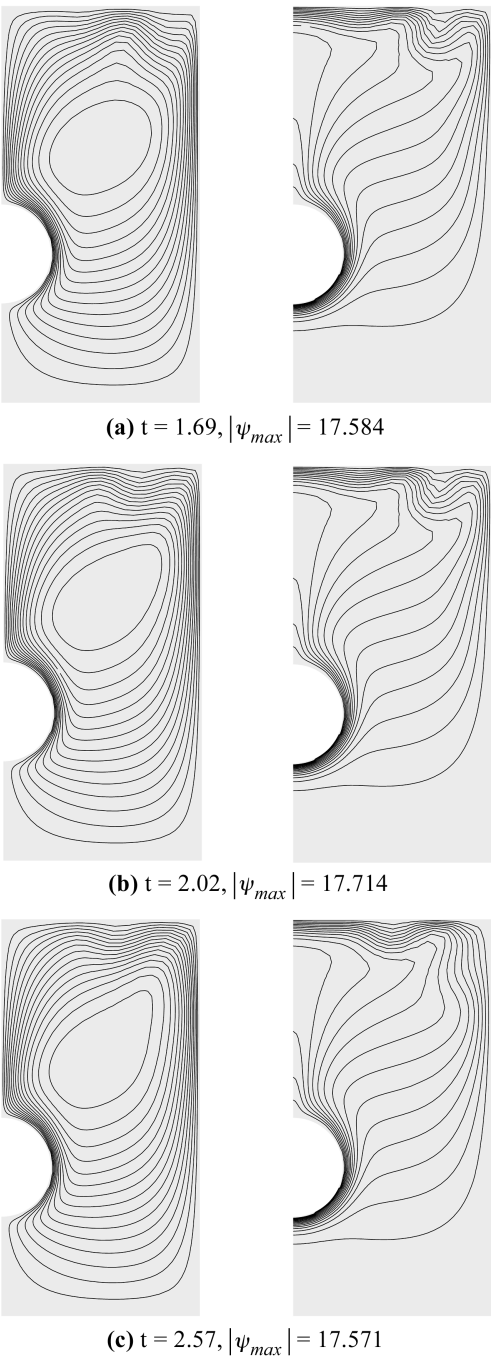 (a) t = 1.69, |ψmax| = 17.584
(b) t = 2.02, |ψmax| = 17.714
(c) t = 2.57, |ψmax| = 17.571